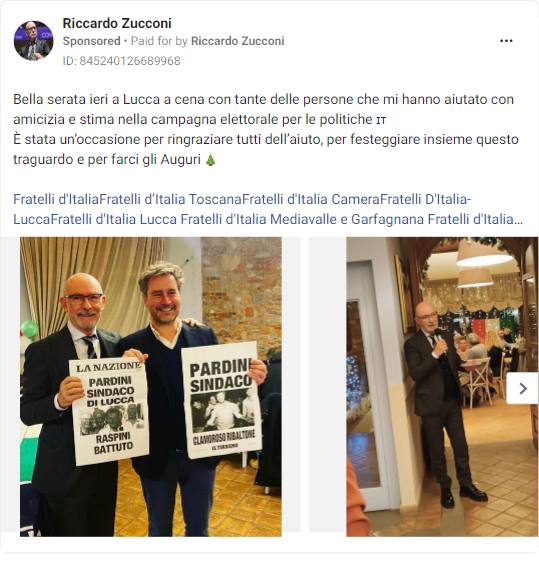 Riccardo Zucconi
Sponsored • Paid for by Riccardo Zucconi
ID: 845240126689968
Bella serata ieri a Lucca a cena con tante delle persone che mi hanno aiutato con
amicizia e stima nella campagna elettorale per le politiche IT
È stata un'occasione per ringraziare tutti dell'aiuto, per festeggiare insieme questo
traguardo e per farci gli Auguri🎄
Fratelli d'ItaliaFratelli d'Italia ToscanaFratelli d'Italia CameraFratelli D'Italia-
LuccaFratelli d'Italia Lucca Fratelli d'Italia Mediavalle e Garfagnana Fratelli d'Italia...
LA NAZIONE
PARDINI
SINDACO
DI LUCCA
RASPINI
BATTUTO
PARDINI
SINDACO
CLAMOROSO RIBALTONE
IL TIRRENO